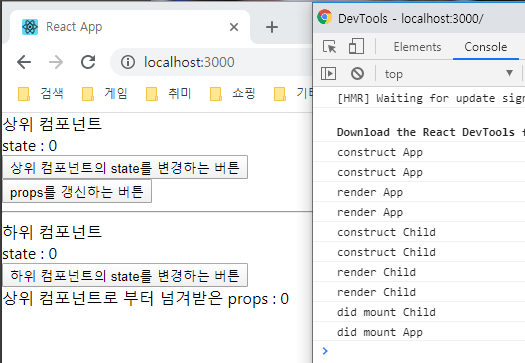 React App
localhost:3000
검색
게임
취미
쇼핑
상위 컴포넌트
state : 0
상위 컴포넌트의 state를 변경하는 버튼
props를 갱신하는 버튼
하위 컴포넌트
state : 0
하위 컴포넌트의 state를 변경하는 버튼
상위 컴포넌트로 부터 넘겨받은 props : 0
DevTools - localhost:3000/
Elements
Console
top
[HMR] Waiting for update sign
Download the React DevTools f
construct App
construct App
render App
render App
construct Child
construct Child
render Child
render Child
did mount Child
did mount App